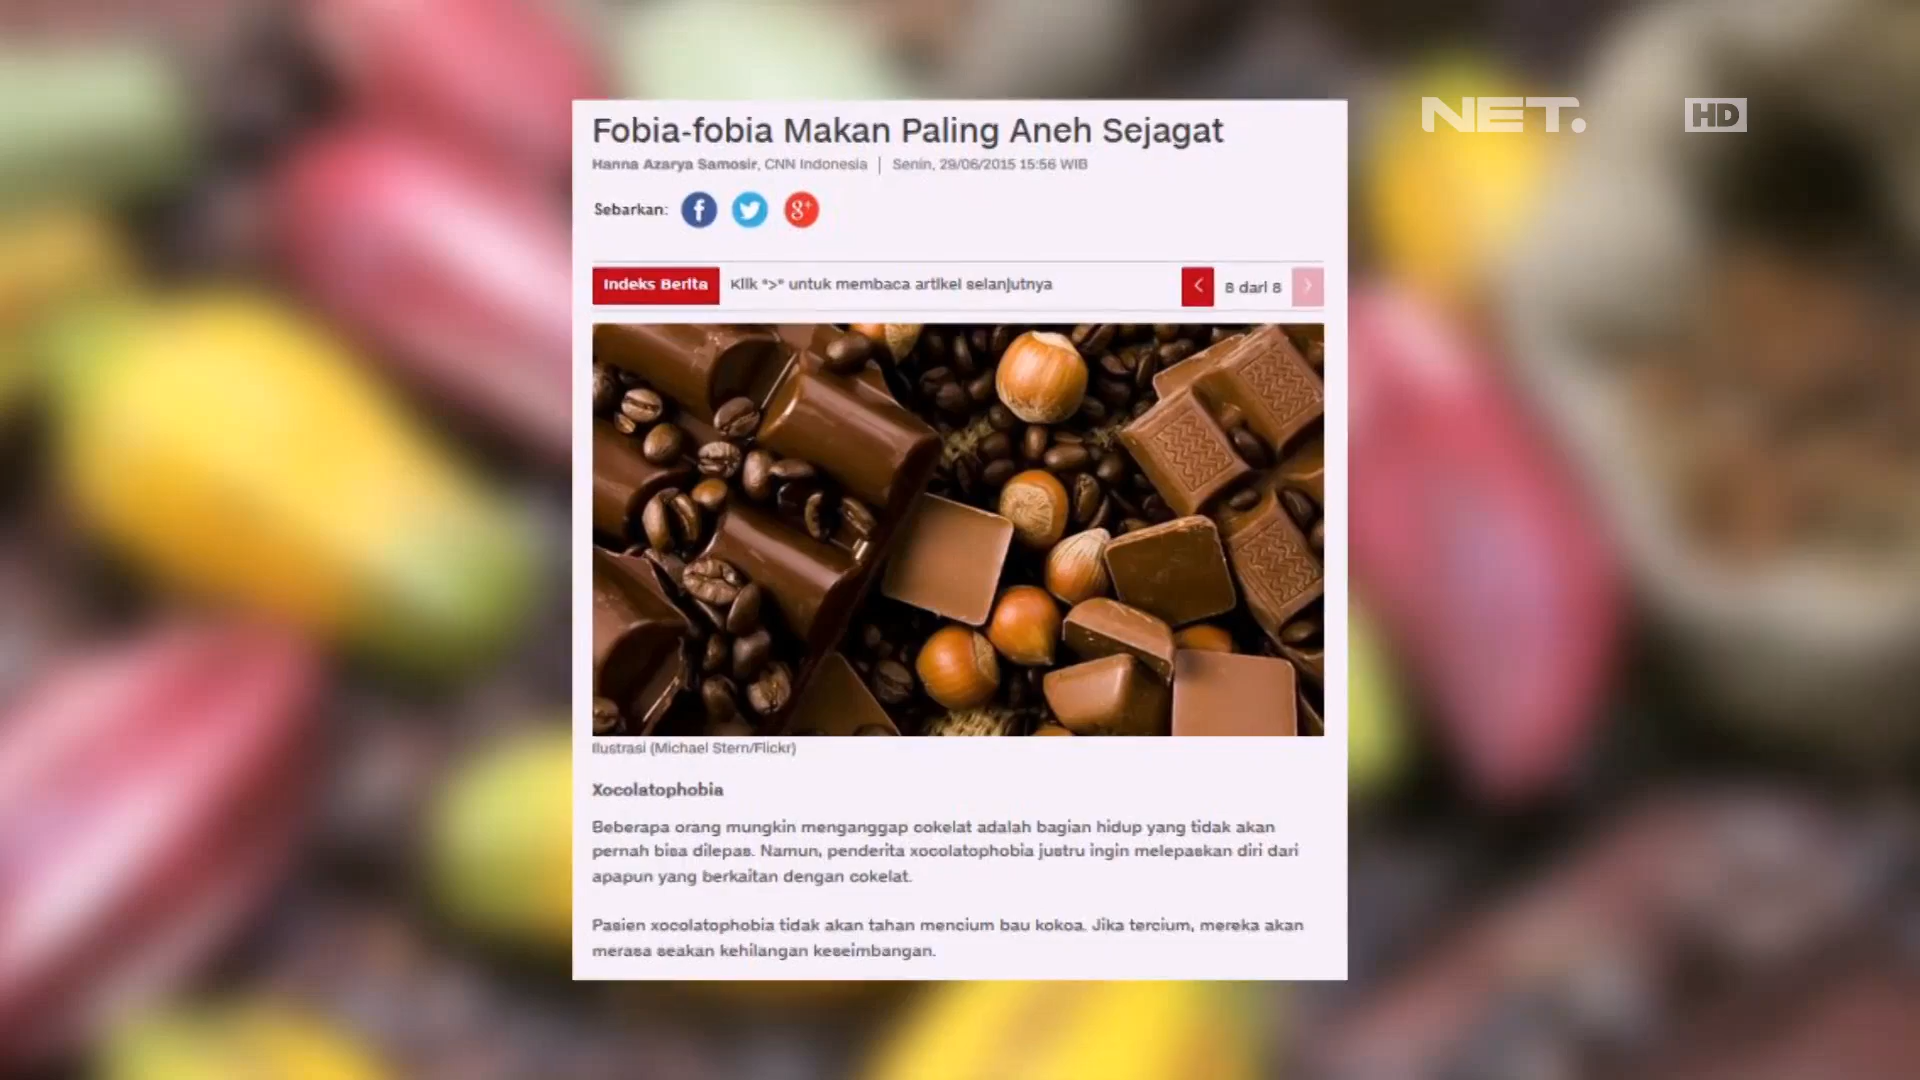 NET.
HD
Fobia-fobia Makan Paling Aneh Sejagat
Hanna Azarya Samosir, CNN Indonesia | Senin, 29/06/2015 15:56 WIB
Sebarkan:
Indeks Berita
Klik ">" untuk membaca artikel selanjutnya
< 8 dari 8 >
Ilustrasi (Michael Stern/Flickr)
Xocolatophobia
Beberapa orang mungkin menganggap cokelat adalah bagian hidup yang tidak akan
pernah bisa dilepas. Namun, penderita xocolatophobia justru ingin melepaskan diri dari
apapun yang berkaitan dengan cokelat.
Pasien xocolatophobia tidak akan tahan mencium bau kokoa. Jika tercium, mereka akan
merasa seakan kehilangan keseimbangan.